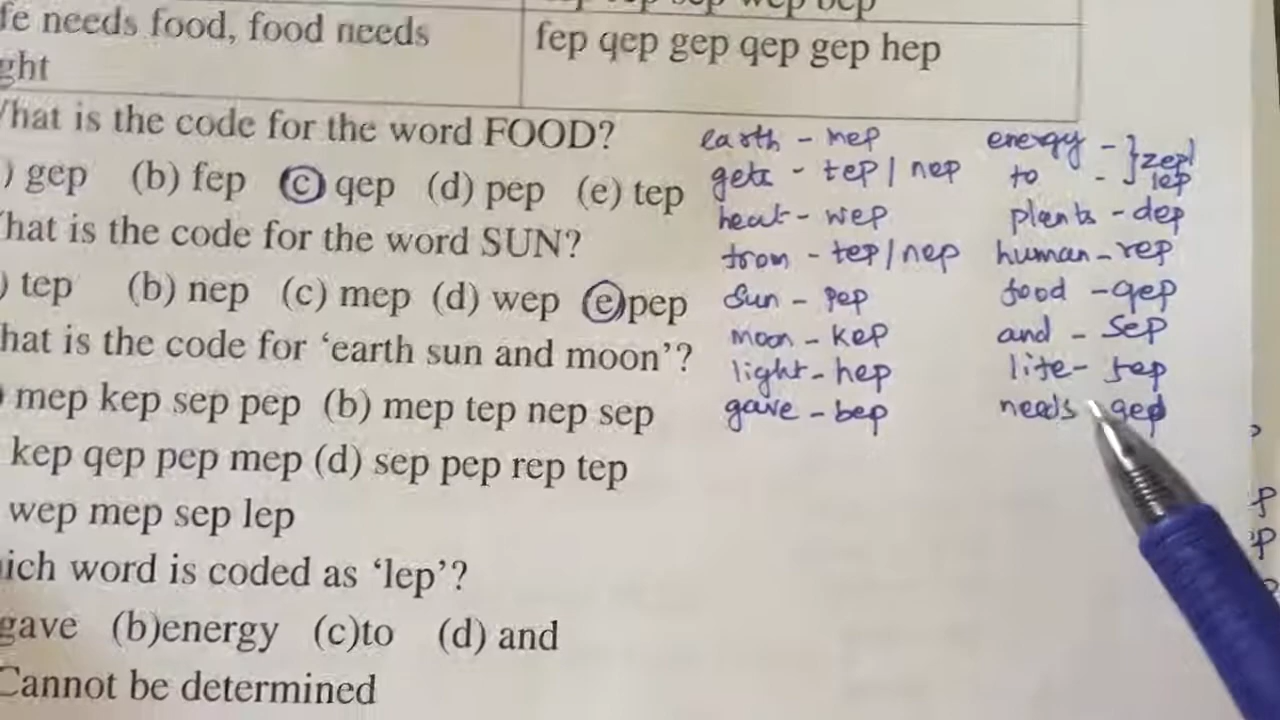 fe needs food, food needs
ght
fep qep gep qep gep hep
hat is the code for the word FOOD?
) gep (b) fep (c) qep (d) pep (e) tep
hat is the code for the word SUN?
) tep (b) nep (c) mep (d) wep (e) pep
hat is the code for ‘earth sun and moon’?
mep kep sep pep (b) mep tep nep sep
kep qep pep mep (d) sep pep rep tep
wep mep sep lep
ich word is coded as ‘lep’?
gave (b)energy (c)to (d) and
Cannot be determined
earth - mep
gets - tep / nep
heat - wep
from - tep / nep
Sun - pep
moon - kep
light - hep
gave - bep
energy - } zep/
to - } lep
plants - dep
human - rep
food - qep
and - sep
life - fep
needs - gep